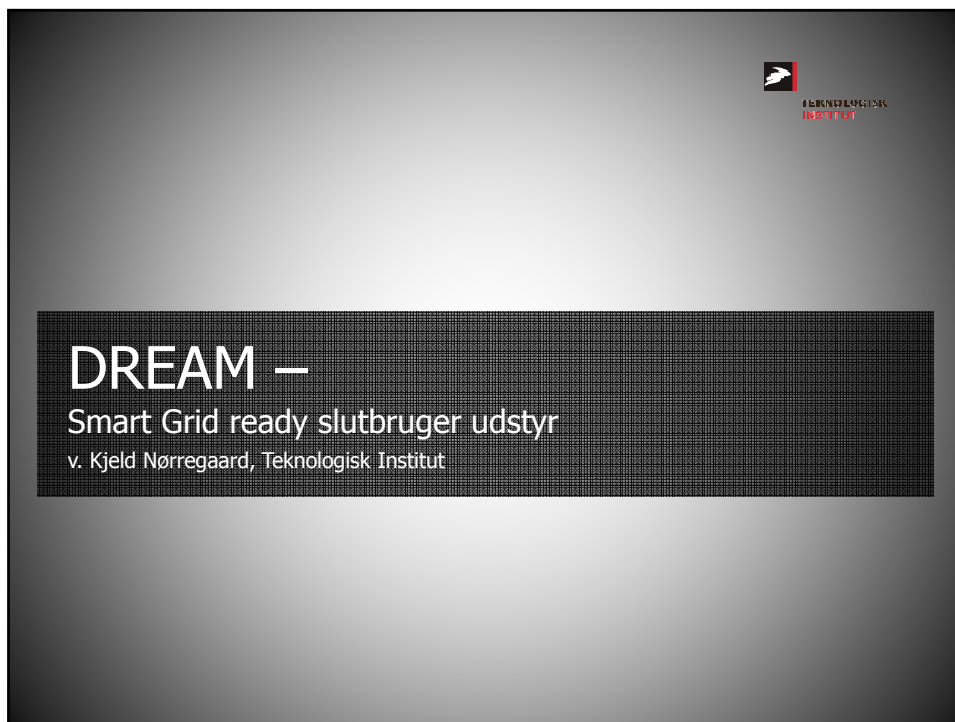 TEKNOLOGISK
INSTITUT
DREAM –
Smart Grid ready slutbruger udstyr
v. Kjeld Nørregaard, Teknologisk Institut